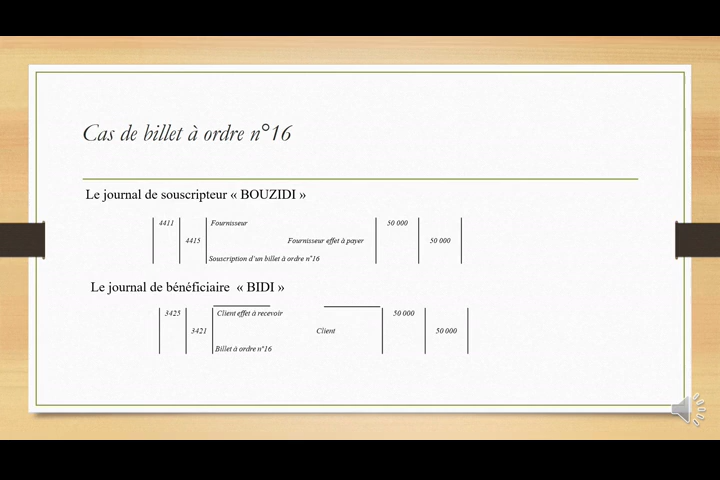 Cas de billet à ordre n°16
Le journal de souscripteur « BOUZIDI »
4411 Fournisseur 50 000
4415 Fournisseur effet à payer 50 000
Souscription d'un billet à ordre n°16
Le journal de bénéficiaire « BIDI »
3425 Client effet à recevoir 50 000
3421 Client 50 000
Billet à ordre n°16